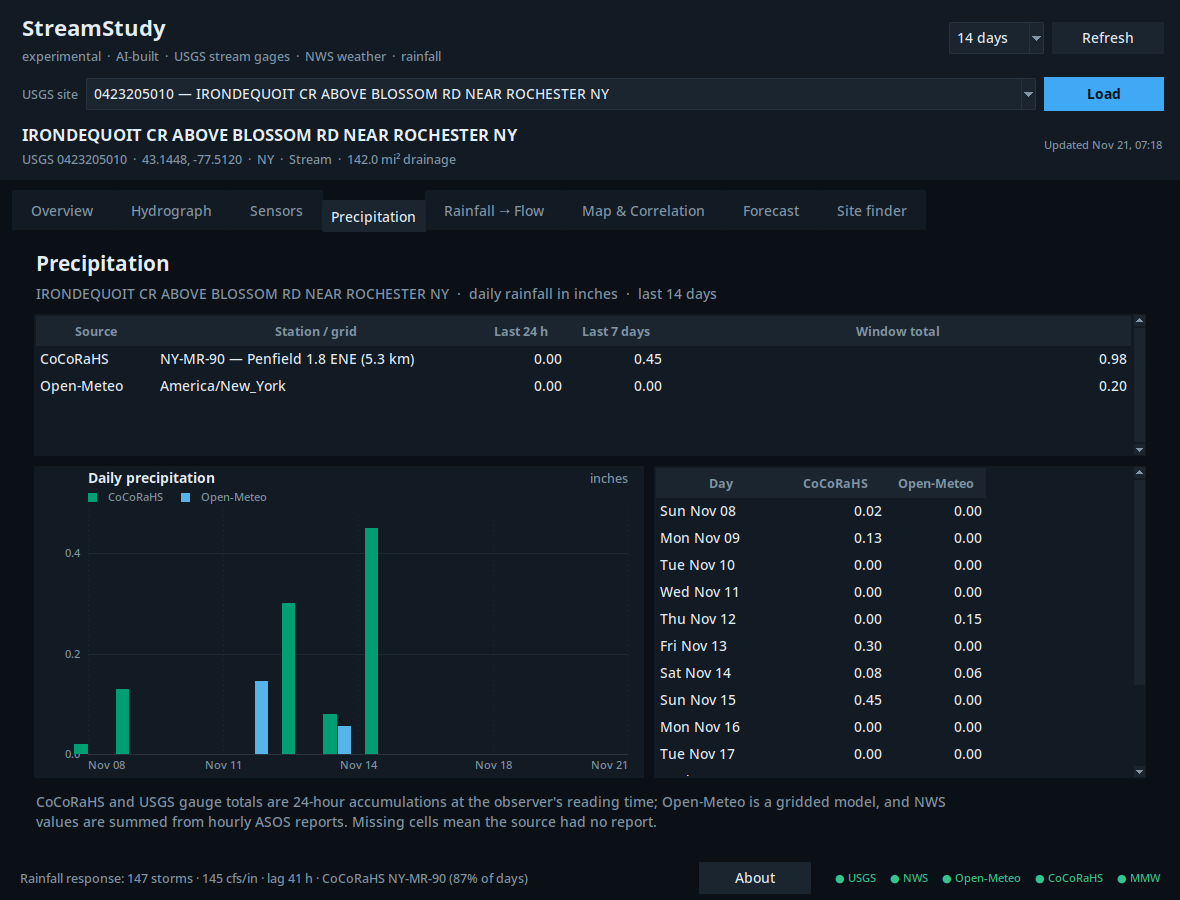 StreamStudy
experimental · AI-built · USGS stream gages · NWS weather · rainfall
14 days
Refresh
USGS site
0423205010 — IRONDEQUOIT CR ABOVE BLOSSOM RD NEAR ROCHESTER NY
Load
IRONDEQUOIT CR ABOVE BLOSSOM RD NEAR ROCHESTER NY
USGS 0423205010 · 43.1448, -77.5120 · NY · Stream · 142.0 mi² drainage
Updated Nov 21, 07:18
Overview Hydrograph Sensors Precipitation Rainfall → Flow Map & Correlation Forecast Site finder
Precipitation
IRONDEQUOIT CR ABOVE BLOSSOM RD NEAR ROCHESTER NY · daily rainfall in inches · last 14 days
Source Station / grid Last 24 h Last 7 days Window total
CoCoRaHS NY-MR-90 — Penfield 1.8 ENE (5.3 km) 0.00 0.45 0.98
Open-Meteo America/New_York 0.00 0.00 0.20
Daily precipitation
inches
CoCoRaHS Open-Meteo
0.4
0.2
0.0
Nov 08 Nov 11 Nov 14 Nov 18 Nov 21
Day CoCoRaHS Open-Meteo
Sun Nov 08 0.02 0.00
Mon Nov 09 0.13 0.00
Tue Nov 10 0.00 0.00
Wed Nov 11 0.00 0.00
Thu Nov 12 0.00 0.15
Fri Nov 13 0.30 0.00
Sat Nov 14 0.08 0.06
Sun Nov 15 0.45 0.00
Mon Nov 16 0.00 0.00
Tue Nov 17 0.00 0.00
CoCoRaHS and USGS gauge totals are 24-hour accumulations at the observer's reading time; Open-Meteo is a gridded model, and NWS
values are summed from hourly ASOS reports. Missing cells mean the source had no report.
Rainfall response: 147 storms · 145 cfs/in · lag 41 h · CoCoRaHS NY-MR-90 (87% of days)
About
USGS NWS Open-Meteo CoCoRaHS MMW